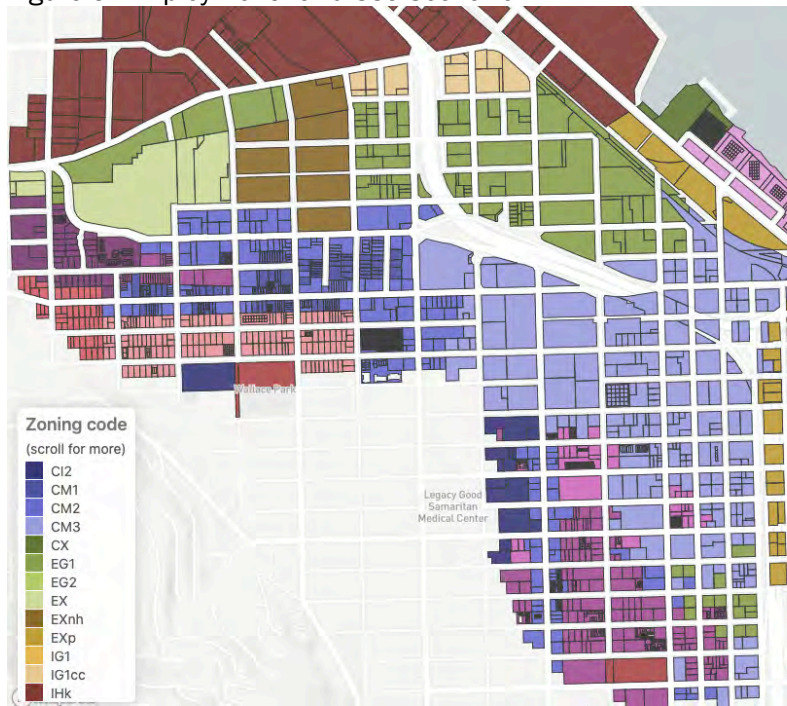 Wallace Park
Legacy Good
Samaritan
Medical Center
Zoning code
(scroll for more)
CI2
CM1
CM2
CM3
CX
EG1
EG2
EX
EXnh
EXp
IG1
IG1cc
IHk